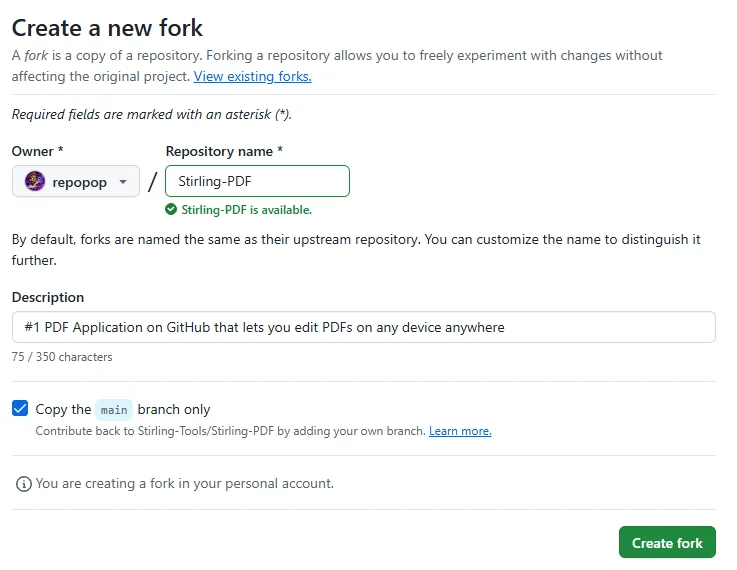 Create a new fork
A fork is a copy of a repository. Forking a repository allows you to freely experiment with changes without
affecting the original project. View existing forks.
Required fields are marked with an asterisk (*).
Owner *
Repository name *
repopop
/
Stirling-PDF
Stirling-PDF is available.
By default, forks are named the same as their upstream repository. You can customize the name to distinguish it
further.
Description
#1 PDF Application on GitHub that lets you edit PDFs on any device anywhere
75 / 350 characters
Copy the main branch only
Contribute back to Stirling-Tools/Stirling-PDF by adding your own branch. Learn more.
You are creating a fork in your personal account.
Create fork